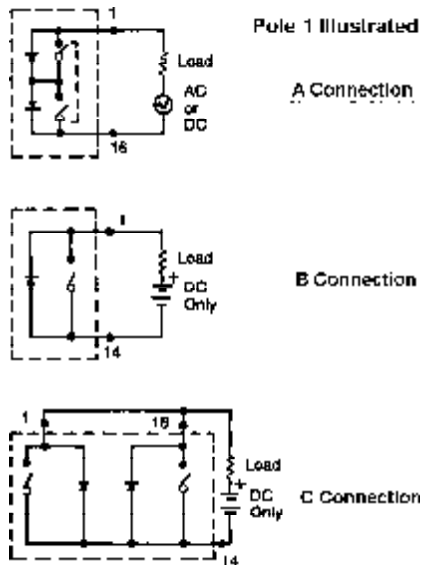 Pole 1 Illustrated
1
Load
AC
or
DC
16
A Connection
1
Load
+
DC
Only
14
B Connection
1
16
Load
+
DC
Only
14
C Connection